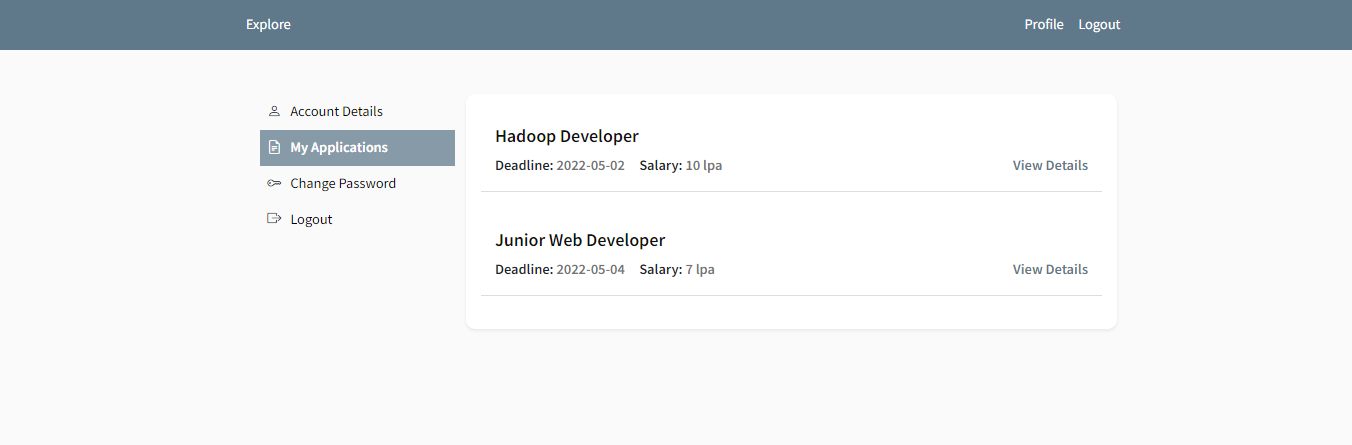 Explore Profile Logout
Account Details
My Applications
Change Password
Logout
Hadoop Developer
Deadline: 2022-05-02 Salary: 10 lpa View Details
Junior Web Developer
Deadline: 2022-05-04 Salary: 7 lpa View Details